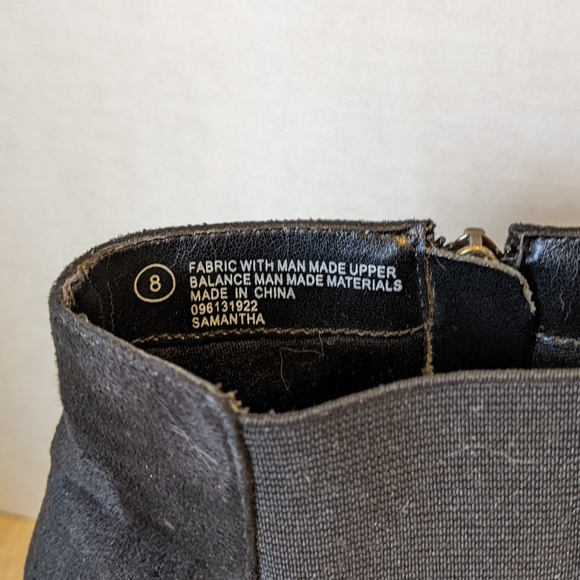 8
FABRIC WITH MAN MADE UPPER
BALANCE MAN MADE MATERIALS
MADE IN CHINA
096131922
SAMANTHA